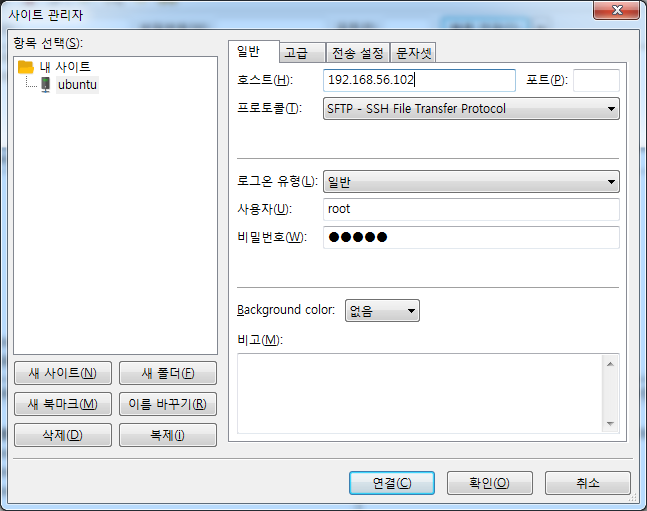 사이트 관리자
항목 선택(S):
내 사이트
ubuntu
새 사이트(N) 새 폴더(F)
새 북마크(M) 이름 바꾸기(R)
삭제(D) 복제(I)
일반 고급 전송 설정 문자셋
호스트(H): 192.168.56.102 포트(P):
프로토콜(T): SFTP - SSH File Transfer Protocol
로그온 유형(L): 일반
사용자(U): root
비밀번호(W): ●●●●●
Background color: 없음
비고(M):
연결(C) 확인(O) 취소